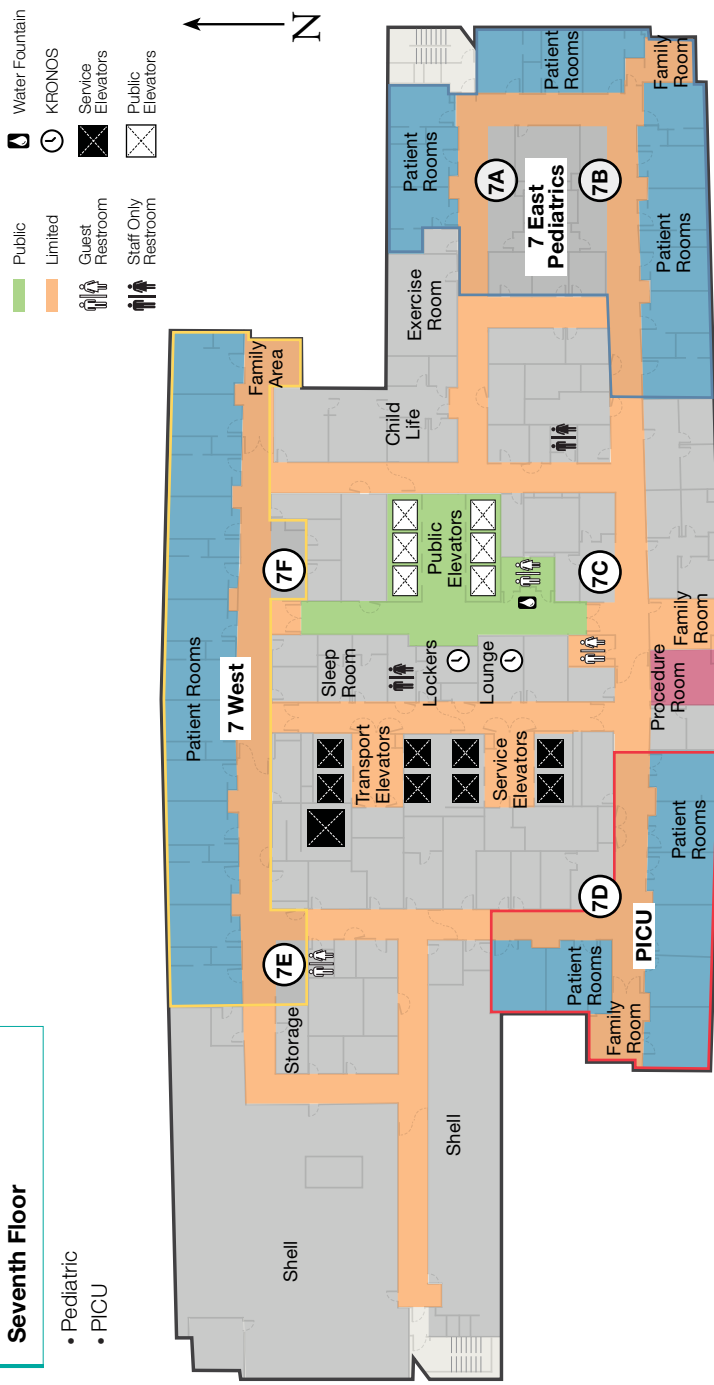 Seventh Floor
• Pediatric
• PICU
Public
Limited
Guest
Restroom
Staff Only
Restroom
Water Fountain
KRONOS
Service
Elevators
Public
Elevators
N
Patient Rooms
7 West
Family
Area
7E
7F
Storage
Shell
Shell
Sleep
Room
Lockers
Lounge
Transport
Elevators
Service
Elevators
Public
Elevators
Child
Life
Exercise
Room
Patient
Rooms
Patient
Rooms
Family
Room
7A
7 East
Pediatrics
7B
Patient
Rooms
7C
Family
Room
Procedure
Room
7D
PICU
Patient
Rooms
Family
Room
Patient
Rooms